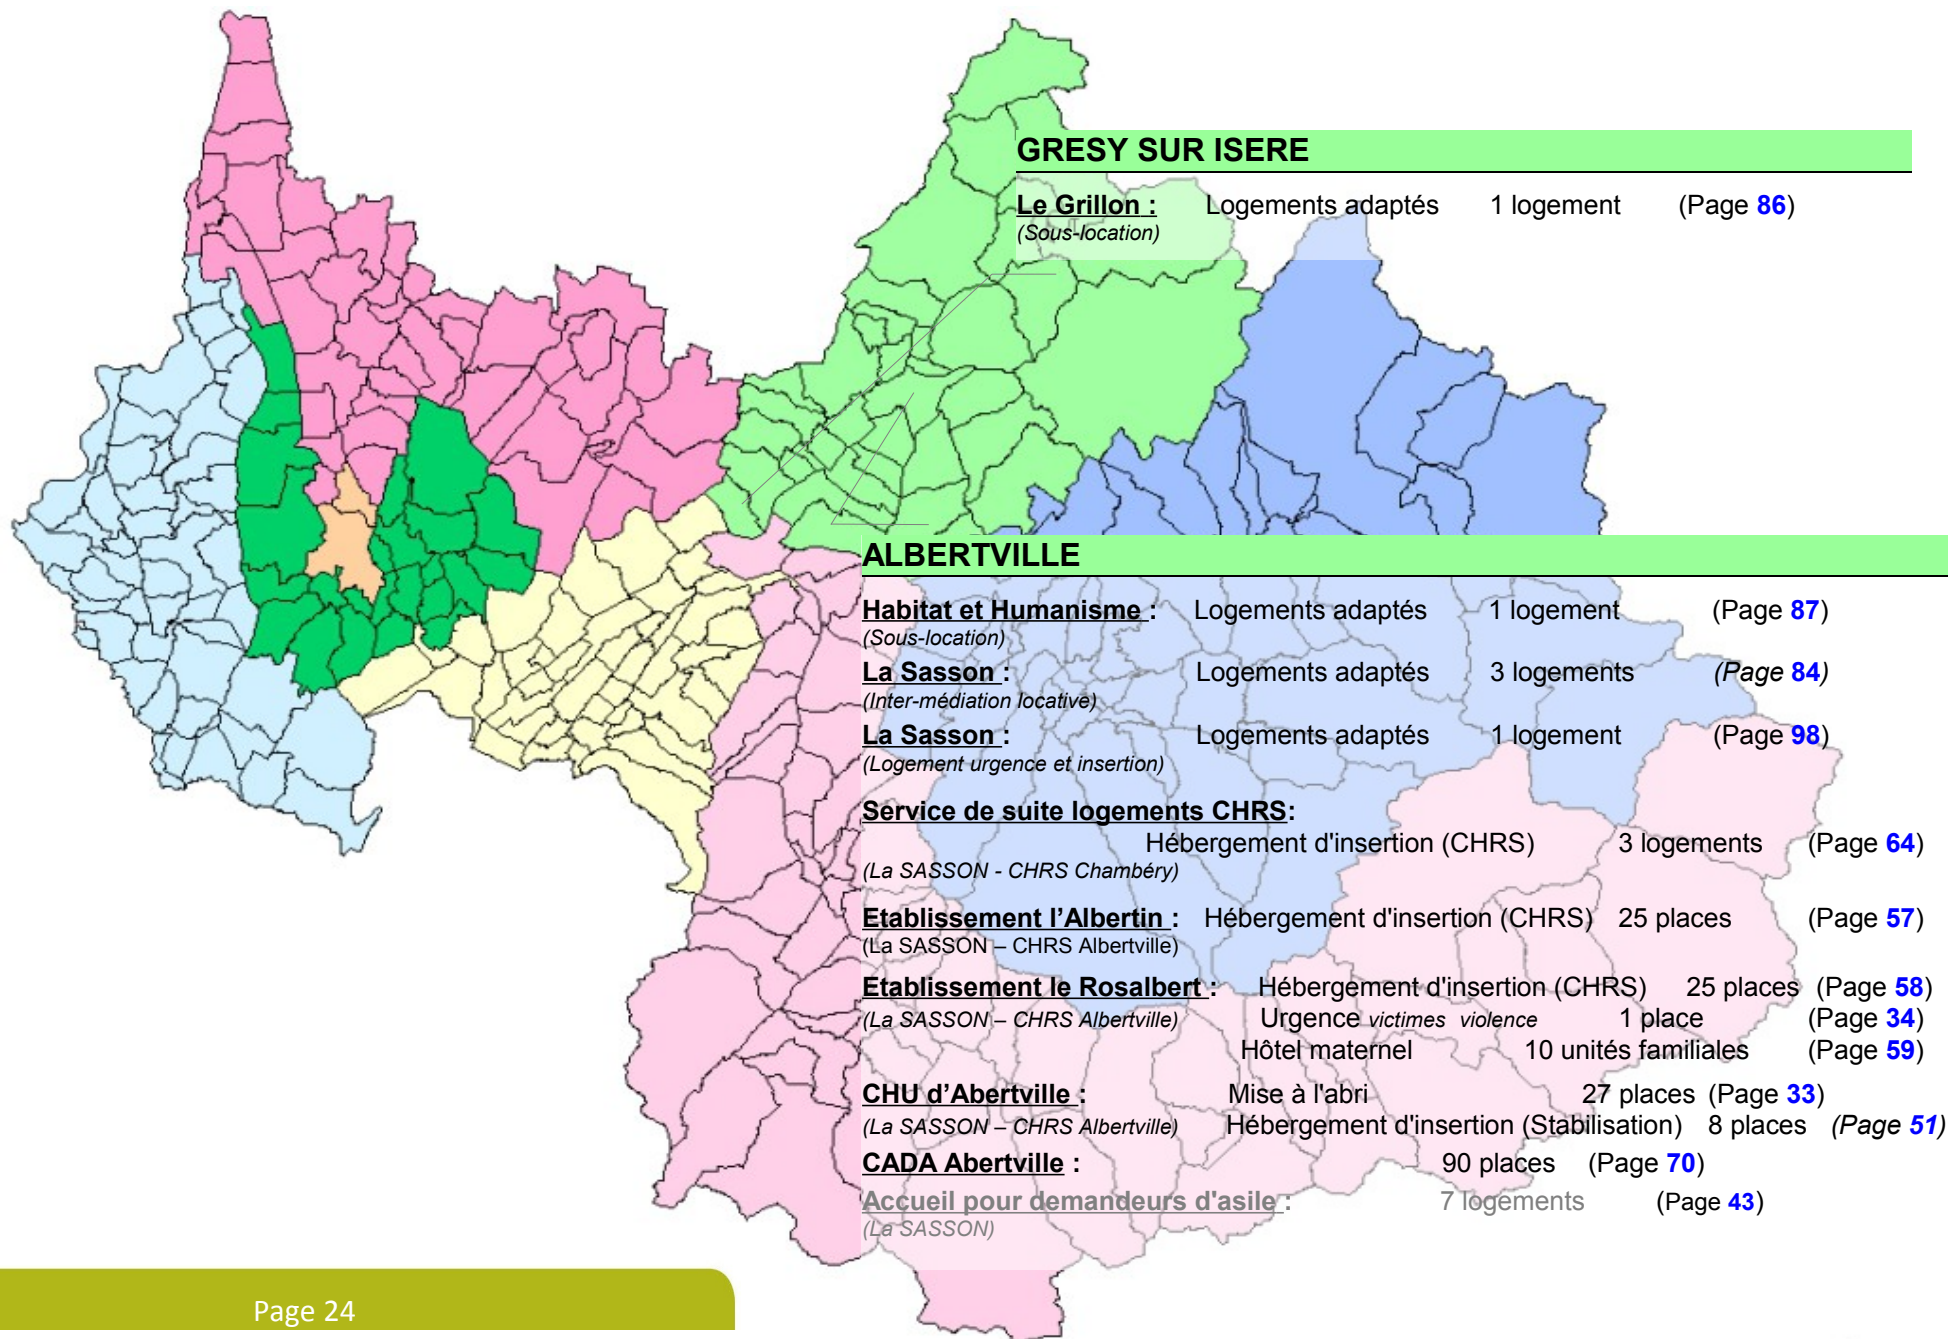 GRESY SUR ISERE
Le Grillon : Logements adaptés 1 logement (Page 86)
(Sous-location)
ALBERTVILLE
Habitat et Humanisme : Logements adaptés 1 logement (Page 87)
(Sous-location)
La Sasson : Logements adaptés 3 logements (Page 84)
(Inter-médiation locative)
La Sasson : Logements adaptés 1 logement (Page 98)
(Logement urgence et insertion)
Service de suite logements CHRS:
Hébergement d'insertion (CHRS) 3 logements (Page 64)
(La SASSON - CHRS Chambéry)
Etablissement l’Albertin : Hébergement d'insertion (CHRS) 25 places (Page 57)
(La SASSON – CHRS Albertville)
Etablissement le Rosalbert : Hébergement d'insertion (CHRS) 25 places (Page 58)
(La SASSON – CHRS Albertville) Urgence victimes violence 1 place (Page 34)
Hôtel maternel 10 unités familiales (Page 59)
CHU d’Abertville : Mise à l'abri 27 places (Page 33)
(La SASSON – CHRS Albertville) Hébergement d'insertion (Stabilisation) 8 places (Page 51)
CADA Abertville : 90 places (Page 70)
Accueil pour demandeurs d'asile : 7 logements (Page 43)
(La SASSON)
Page 24